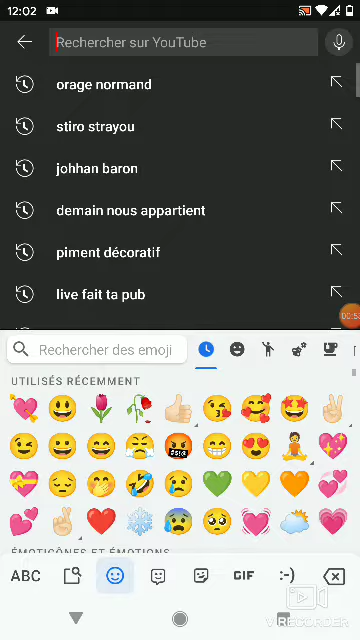 12:02
Rechercher sur YouTube
orage normand
stiro strayou
johhan baron
demain nous appartient
piment décoratif
live fait ta pub
Rechercher des emoji
UTILISÉS RÉCEMMENT
ÉMOTICÔNES ET ÉMOTIONS
ABC
GIF
:-)